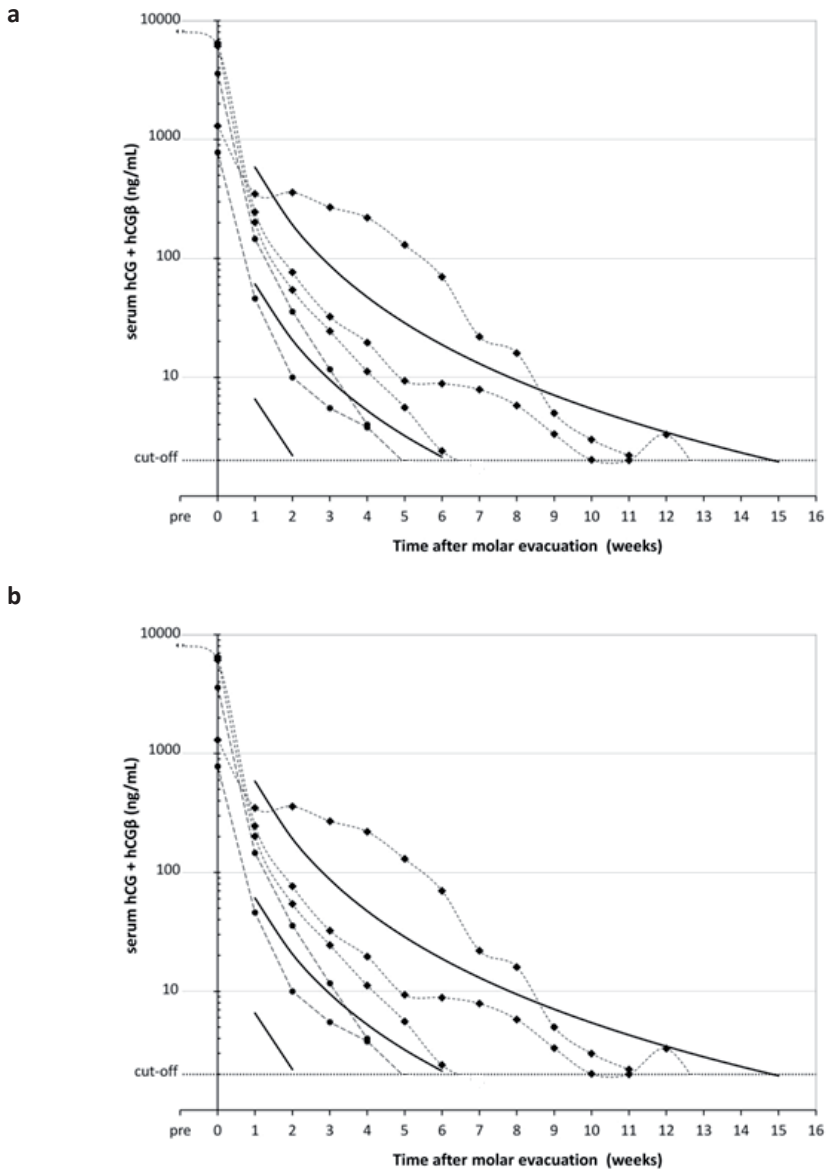 a
serum hCG + hCGβ (ng/mL)
10000
1000
100
10
cut-off
pre 0 1 2 3 4 5 6 7 8 9 10 11 12 13 14 15 16
Time after molar evacuation (weeks)
b
serum hCG + hCGβ (ng/mL)
10000
1000
100
10
cut-off
pre 0 1 2 3 4 5 6 7 8 9 10 11 12 13 14 15 16
Time after molar evacuation (weeks)